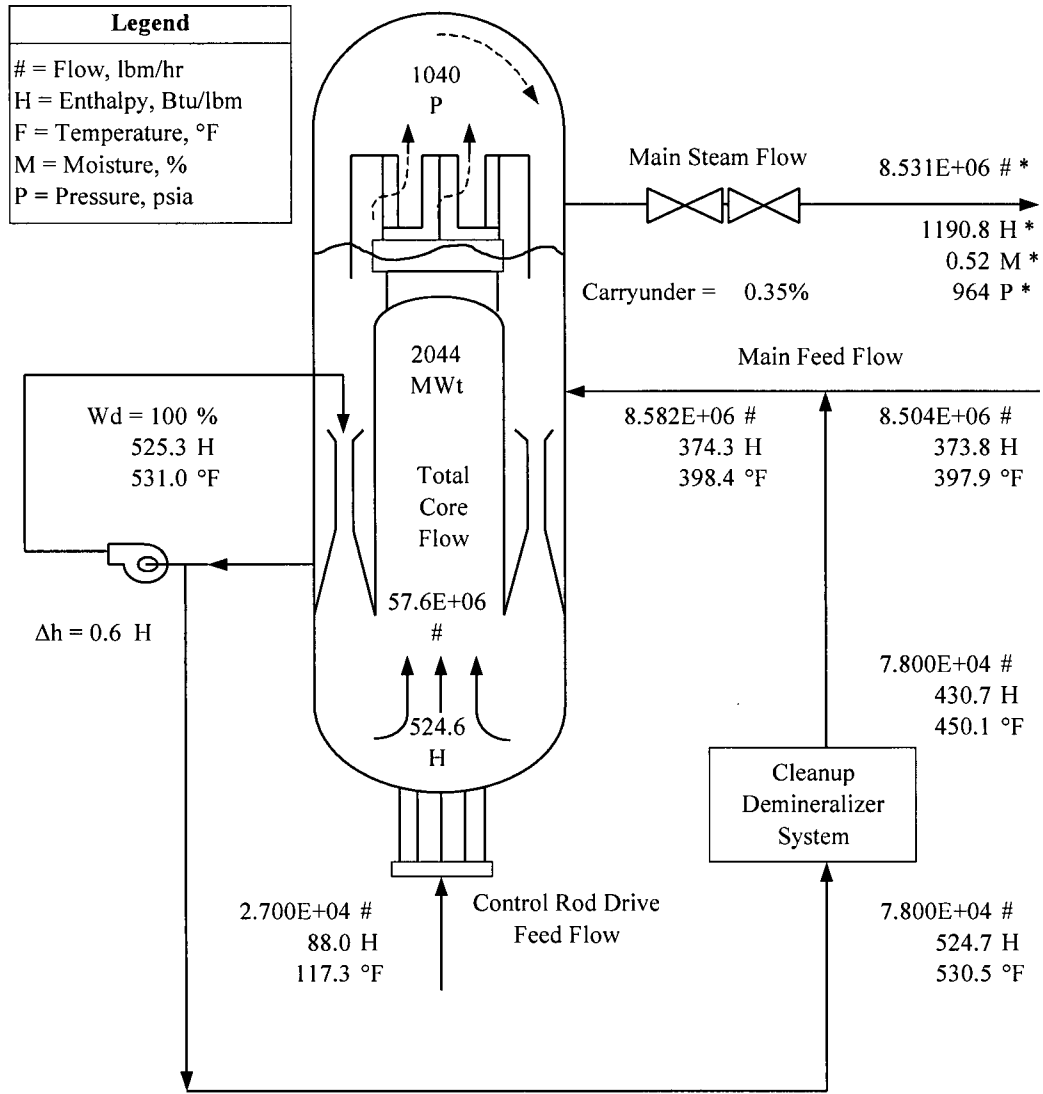 Legend
# = Flow, lbm/hr
H = Enthalpy, Btu/lbm
F = Temperature, °F
M = Moisture, %
P = Pressure, psia
1040
P
Main Steam Flow
8.531E+06 # *
1190.8 H *
0.52 M *
964 P *
Carryunder = 0.35%
2044
MWt
Main Feed Flow
Wd = 100 %
525.3 H
531.0 °F
8.582E+06 #
374.3 H
398.4 °F
8.504E+06 #
373.8 H
397.9 °F
Total
Core
Flow
57.6E+06
#
Δh = 0.6 H
7.800E+04 #
430.7 H
450.1 °F
524.6
H
Cleanup
Demineralizer
System
2.700E+04 #
88.0 H
117.3 °F
Control Rod Drive
Feed Flow
7.800E+04 #
524.7 H
530.5 °F